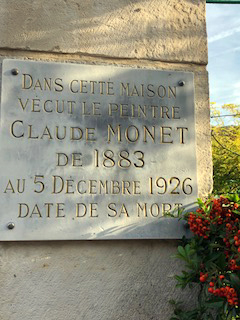 DANS CETTE MAISON
VÉCUT LE PEINTRE
CLAUDE MONET
DE 1883
AU 5 DÉCEMBRE 1926
DATE DE SA MORT